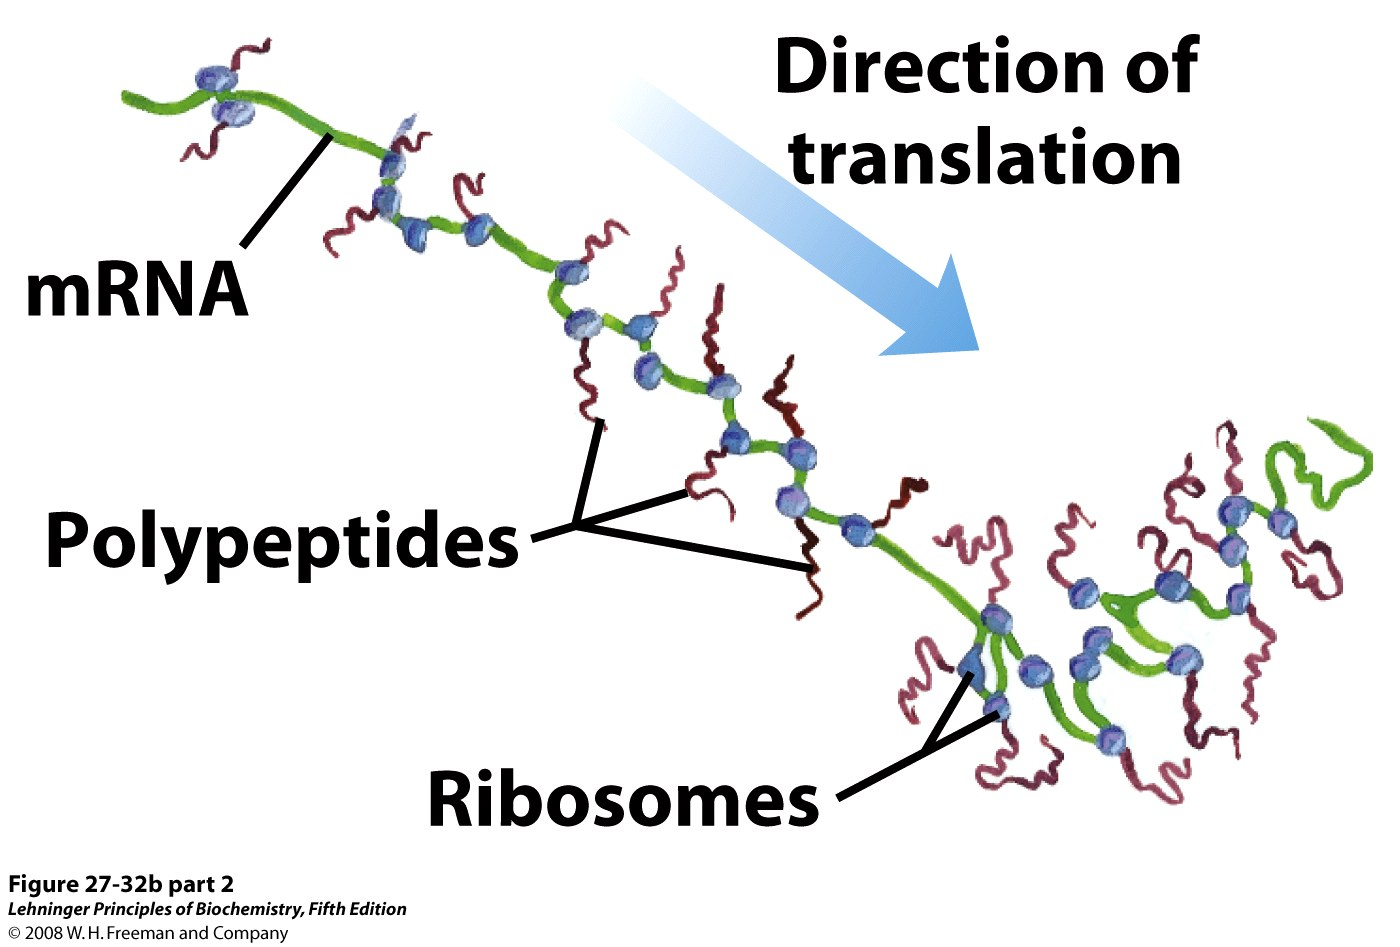 Direction of
translation
mRNA
Polypeptides
Ribosomes
Figure 27-32b part 2
Lehninger Principles of Biochemistry, Fifth Edition
© 2008 W. H. Freeman and Company